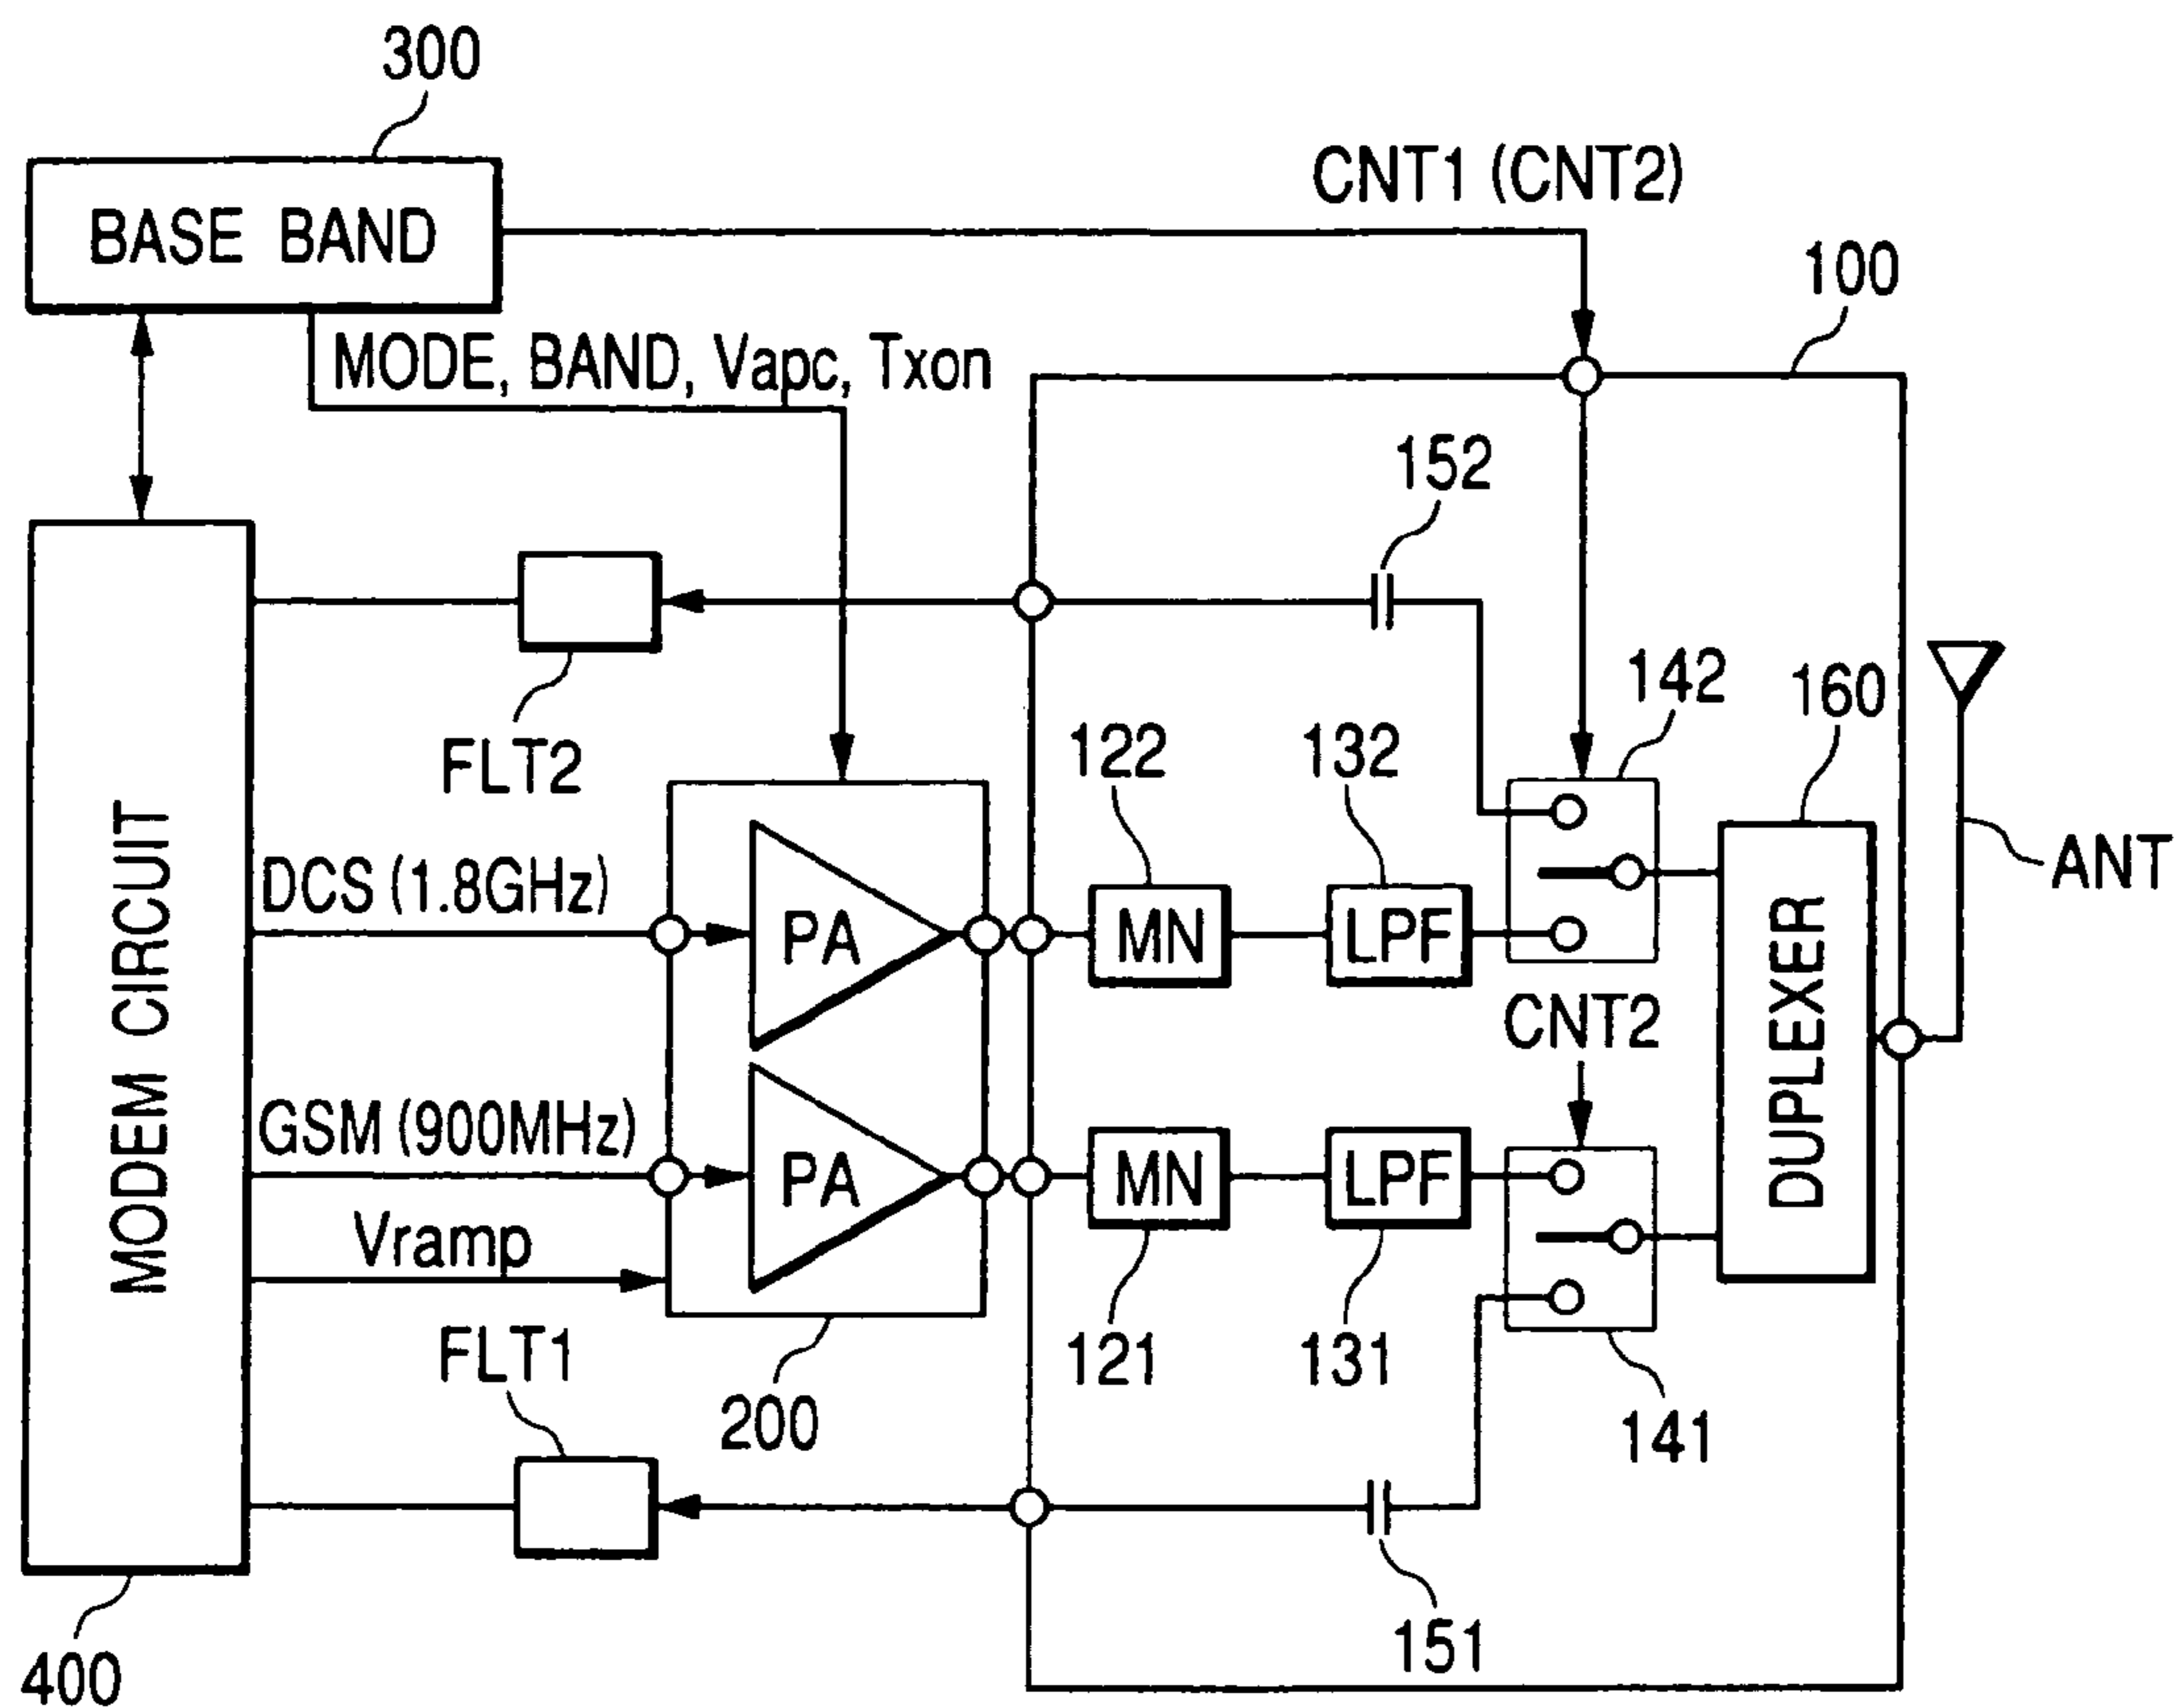 300
BASE BAND
CNT1 (CNT2)
100
MODE, BAND, Vapc, Txon
152
142
160
FLT2
122
132
ANT
MODEM CIRCUIT
DCS (1.8GHz)
PA
MN
LPF
DUPLEXER
CNT2
GSM (900MHz)
PA
MN
LPF
Vramp
FLT1
121
131
141
200
151
400